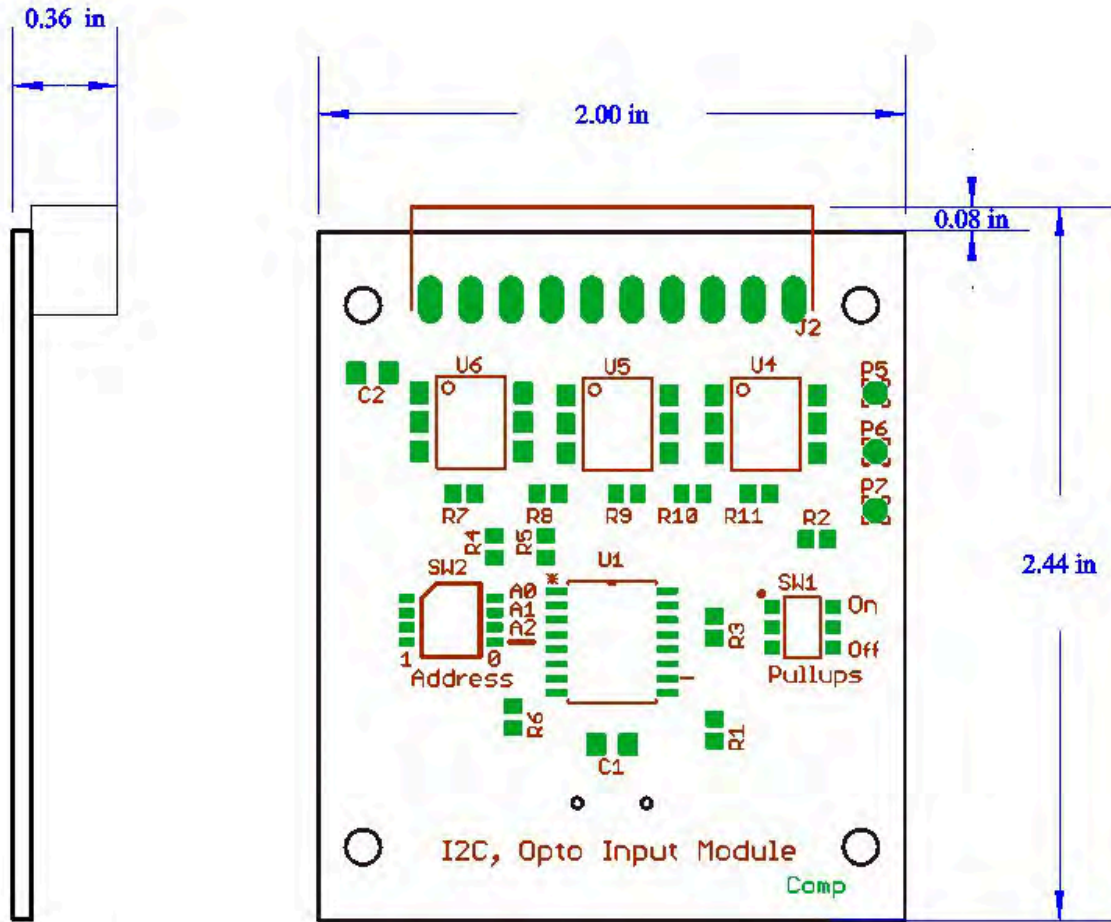 0.36 in
2.00 in
0.08 in
J2
U6 U5 U4 P5
C2
P6
P7
R7 R8 R9 R10 R11
R4 R5 R2
SW2 U1 SW1
* A0
A1 On
A2 R3
1 0 Off
Address Pullups
2.44 in
R6 R1
C1
I2C, Opto Input Module
Comp